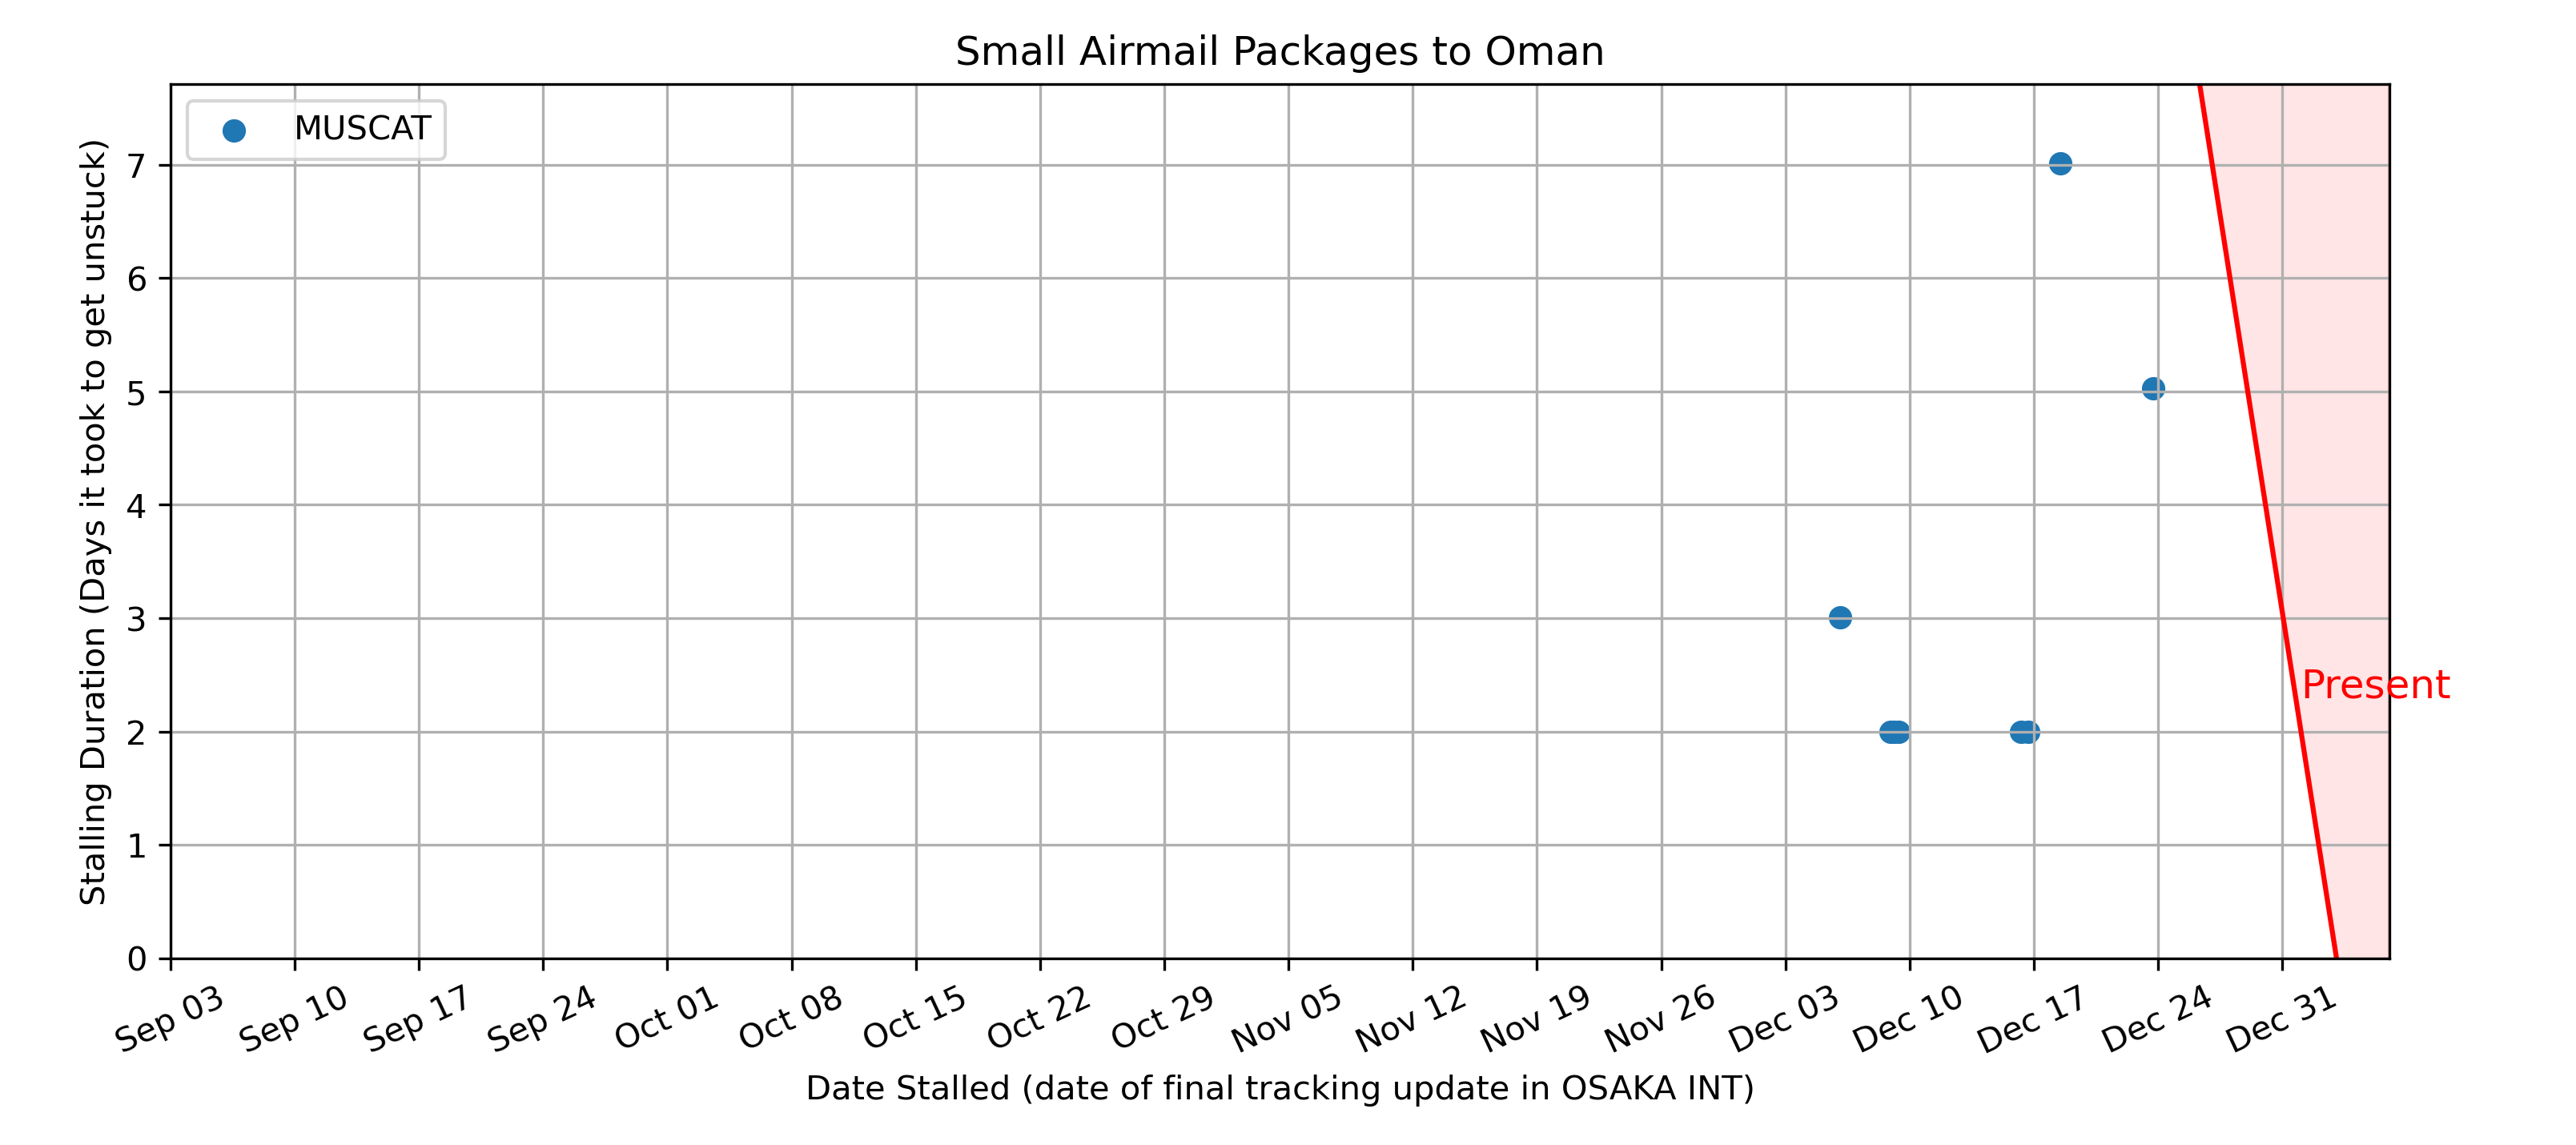 Small Airmail Packages to Oman
MUSCAT
Stalling Duration (Days it took to get unstuck)
7
6
5
4
3
2
1
0
Present
Sep 03
Sep 10
Sep 17
Sep 24
Oct 01
Oct 08
Oct 15
Oct 22
Oct 29
Nov 05
Nov 12
Nov 19
Nov 26
Dec 03
Dec 10
Dec 17
Dec 24
Dec 31
Date Stalled (date of final tracking update in OSAKA INT)